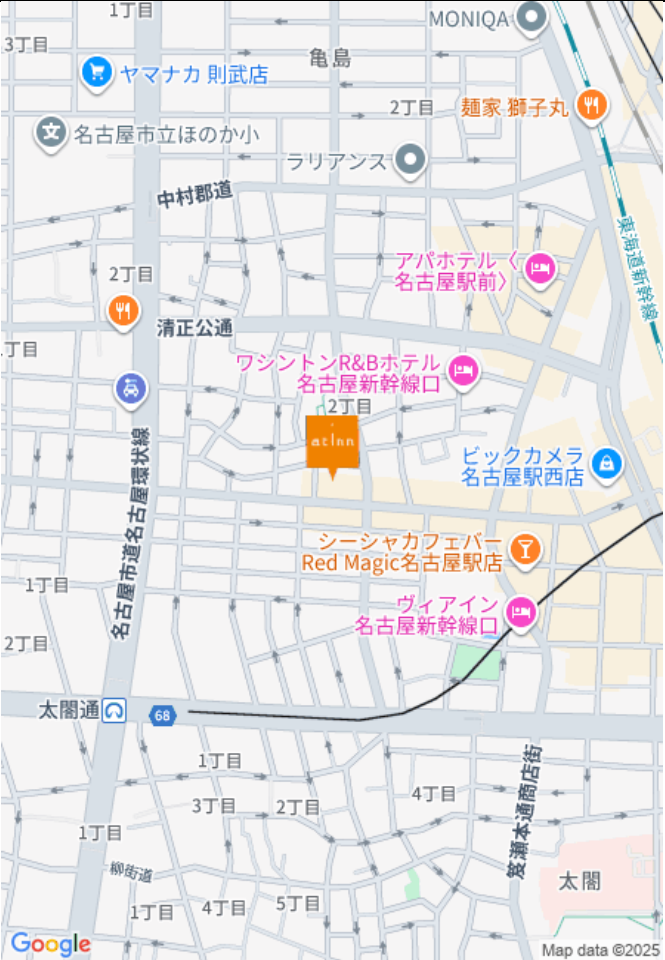 1丁目
MONIQA
3丁目
亀島
ヤマナカ 則武店
2丁目
麺家 獅子丸
名古屋市立ほのか小
ラリアンス
中村郡道
東海道新幹線
アパホテル〈
名古屋駅前〉
2丁目
清正公通
1丁目
ワシントンR&Bホテル
名古屋新幹線口
2丁目
at Inn
ビックカメラ
名古屋駅西店
名古屋市道名古屋環状線
シーシャカフェバー
Red Magic名古屋駅店
1丁目
ヴィアイン
名古屋新幹線口
2丁目
太閤通
68
1丁目
笈瀬本通商店街
3丁目
2丁目
4丁目
1丁目
柳街道
太閤
1丁目
4丁目
5丁目
Google
Map data ©2025